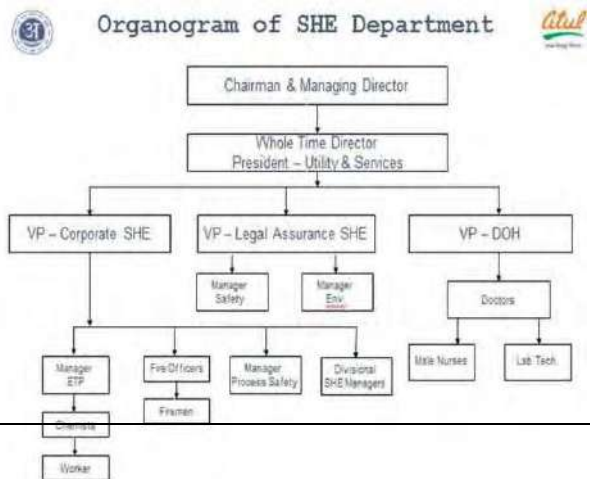 अ
Organogram of SHE Department
atul
Chairman & Managing Director
Whole Time Director
President – Utility & Services
VP – Corporate SHE
VP – Legal Assurance SHE
VP – DOH
Manager
Safety
Manager
Env.
Doctors
Manager
ETP
Fire Officers
Manager
Process Safety
Divisional
SHE Managers
Male Nurses
Lab Tech.
Firemen
Chemists
Worker